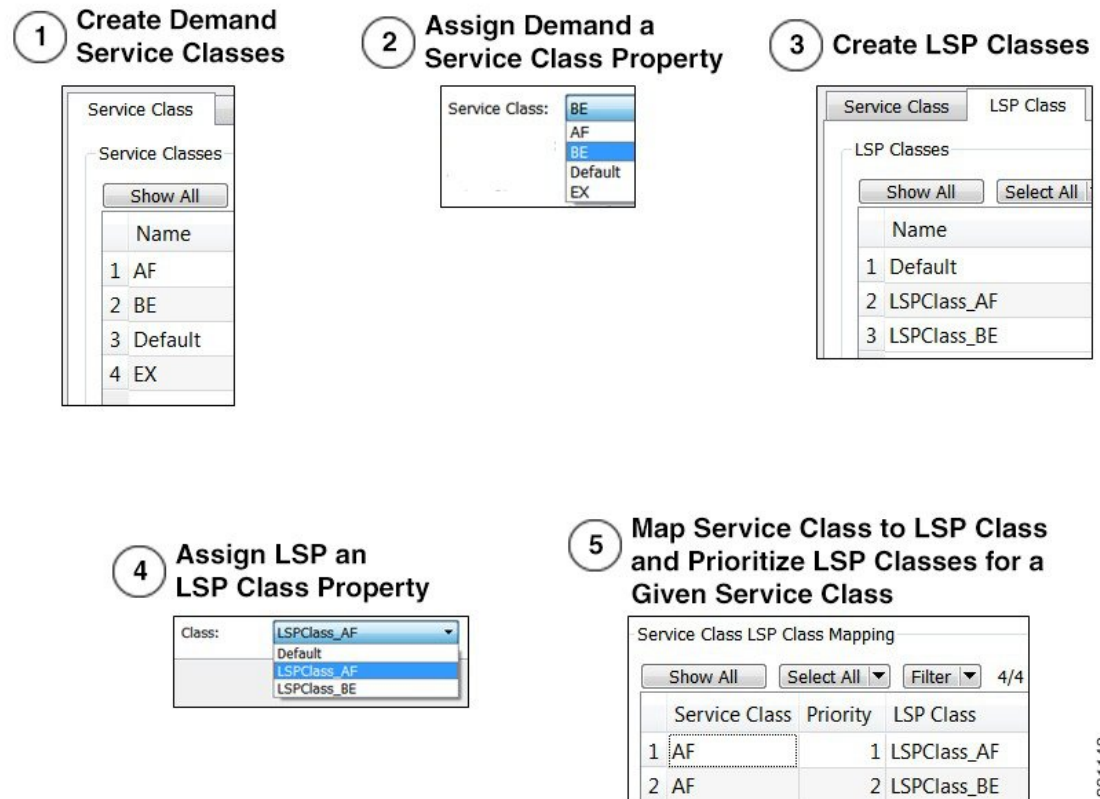 1 Create Demand
Service Classes
Service Class
Service Classes
Show All
Name
1 AF
2 BE
3 Default
4 EX
2 Assign Demand a
Service Class Property
Service Class: BE
AF
BE
Default
EX
3 Create LSP Classes
Service Class LSP Class
LSP Classes
Show All Select All
Name
1 Default
2 LSPClass_AF
3 LSPClass_BE
4 Assign LSP an
LSP Class Property
Class: LSPClass_AF
Default
LSPClass_AF
LSPClass_BE
5 Map Service Class to LSP Class
and Prioritize LSP Classes for a
Given Service Class
Service Class LSP Class Mapping
Show All Select All Filter 4/4
Service Class Priority LSP Class
1 AF 1 LSPClass_AF
2 AF 2 LSPClass_BE